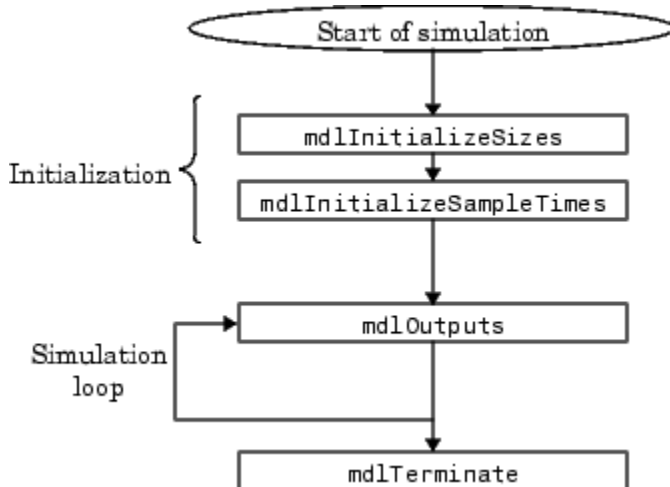 Start of simulation
mdlInitializeSizes
Initialization
mdlInitializeSampleTimes
mdlOutputs
Simulation
loop
mdlTerminate